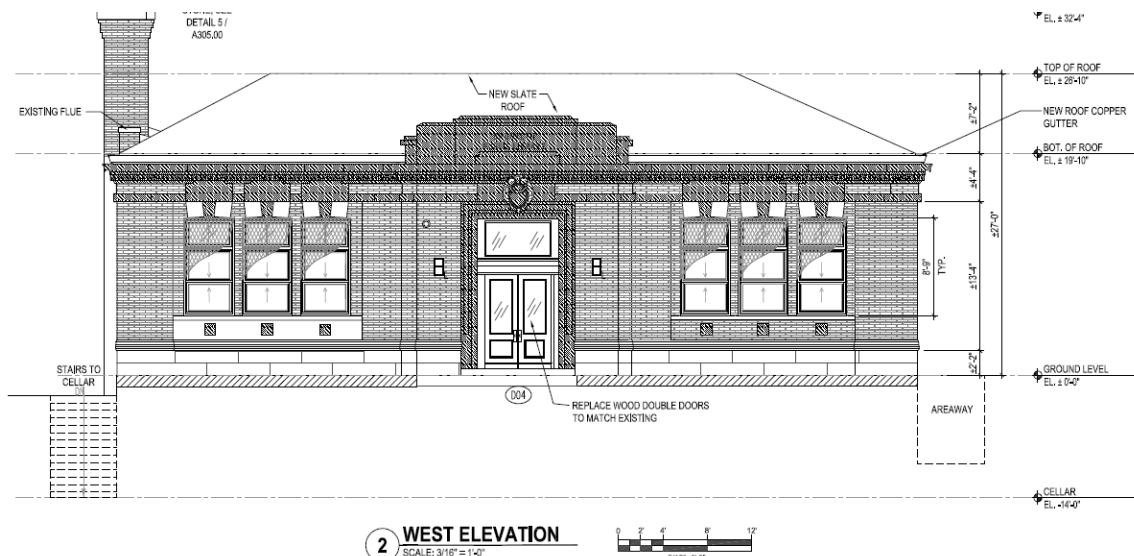 DETAIL 5 /
A305.00
EL. ± 32'-4"
TOP OF ROOF
EL. ± 26'-10"
NEW SLATE
ROOF
EXISTING FLUE
±7'-2"
NEW ROOF COPPER
GUTTER
BOT. OF ROOF
EL. ± 19'-10"
±4'-4"
±27'-0"
8'-9"
TYP.
±13'-4"
±2'-2"
STAIRS TO
CELLAR
DN
GROUND LEVEL
EL. ± 0'-0"
D04
REPLACE WOOD DOUBLE DOORS
TO MATCH EXISTING
AREAWAY
CELLAR
EL. -14'-0"
2 WEST ELEVATION
SCALE: 3/16" = 1'-0"
0 2' 4' 8' 12'